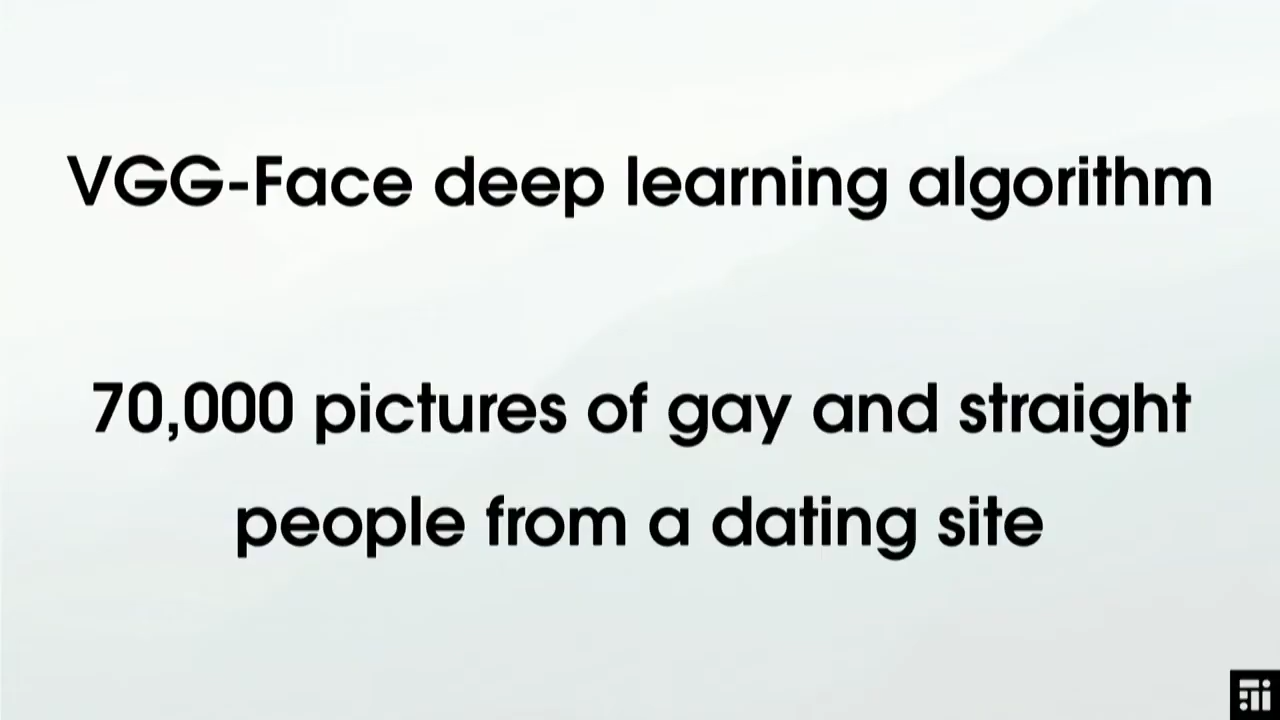 VGG-Face deep learning algorithm
70,000 pictures of gay and straight
people from a dating site